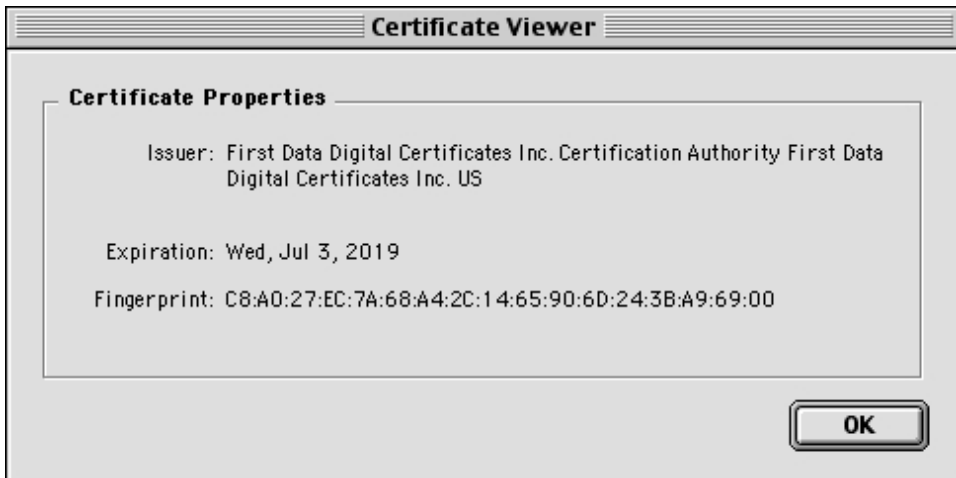 Certificate Viewer
Certificate Properties
Issuer: First Data Digital Certificates Inc. Certification Authority First Data
Digital Certificates Inc. US
Expiration: Wed, Jul 3, 2019
Fingerprint: C8:A0:27:EC:7A:68:A4:2C:14:65:90:6D:24:3B:A9:69:00
OK